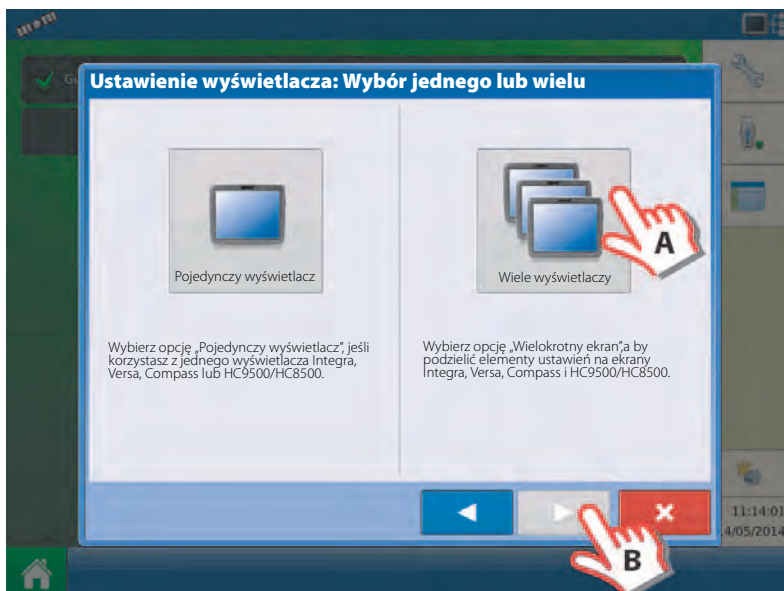 Ustawienie wyświetlacza: Wybór jednego lub wielu
Pojedynczy wyświetlacz
Wiele wyświetlaczy
A
Wybierz opcję „Pojedynczy wyświetlacz”, jeśli
korzystasz z jednego wyświetlacza Integra,
Versa, Compass lub HC9500/HC8500.
Wybierz opcję „Wielokrotny ekran”,a by
podzielić elementy ustawień na ekrany
Integra, Versa, Compass i HC9500/HC8500.
B
11:14:01
4/05/2014